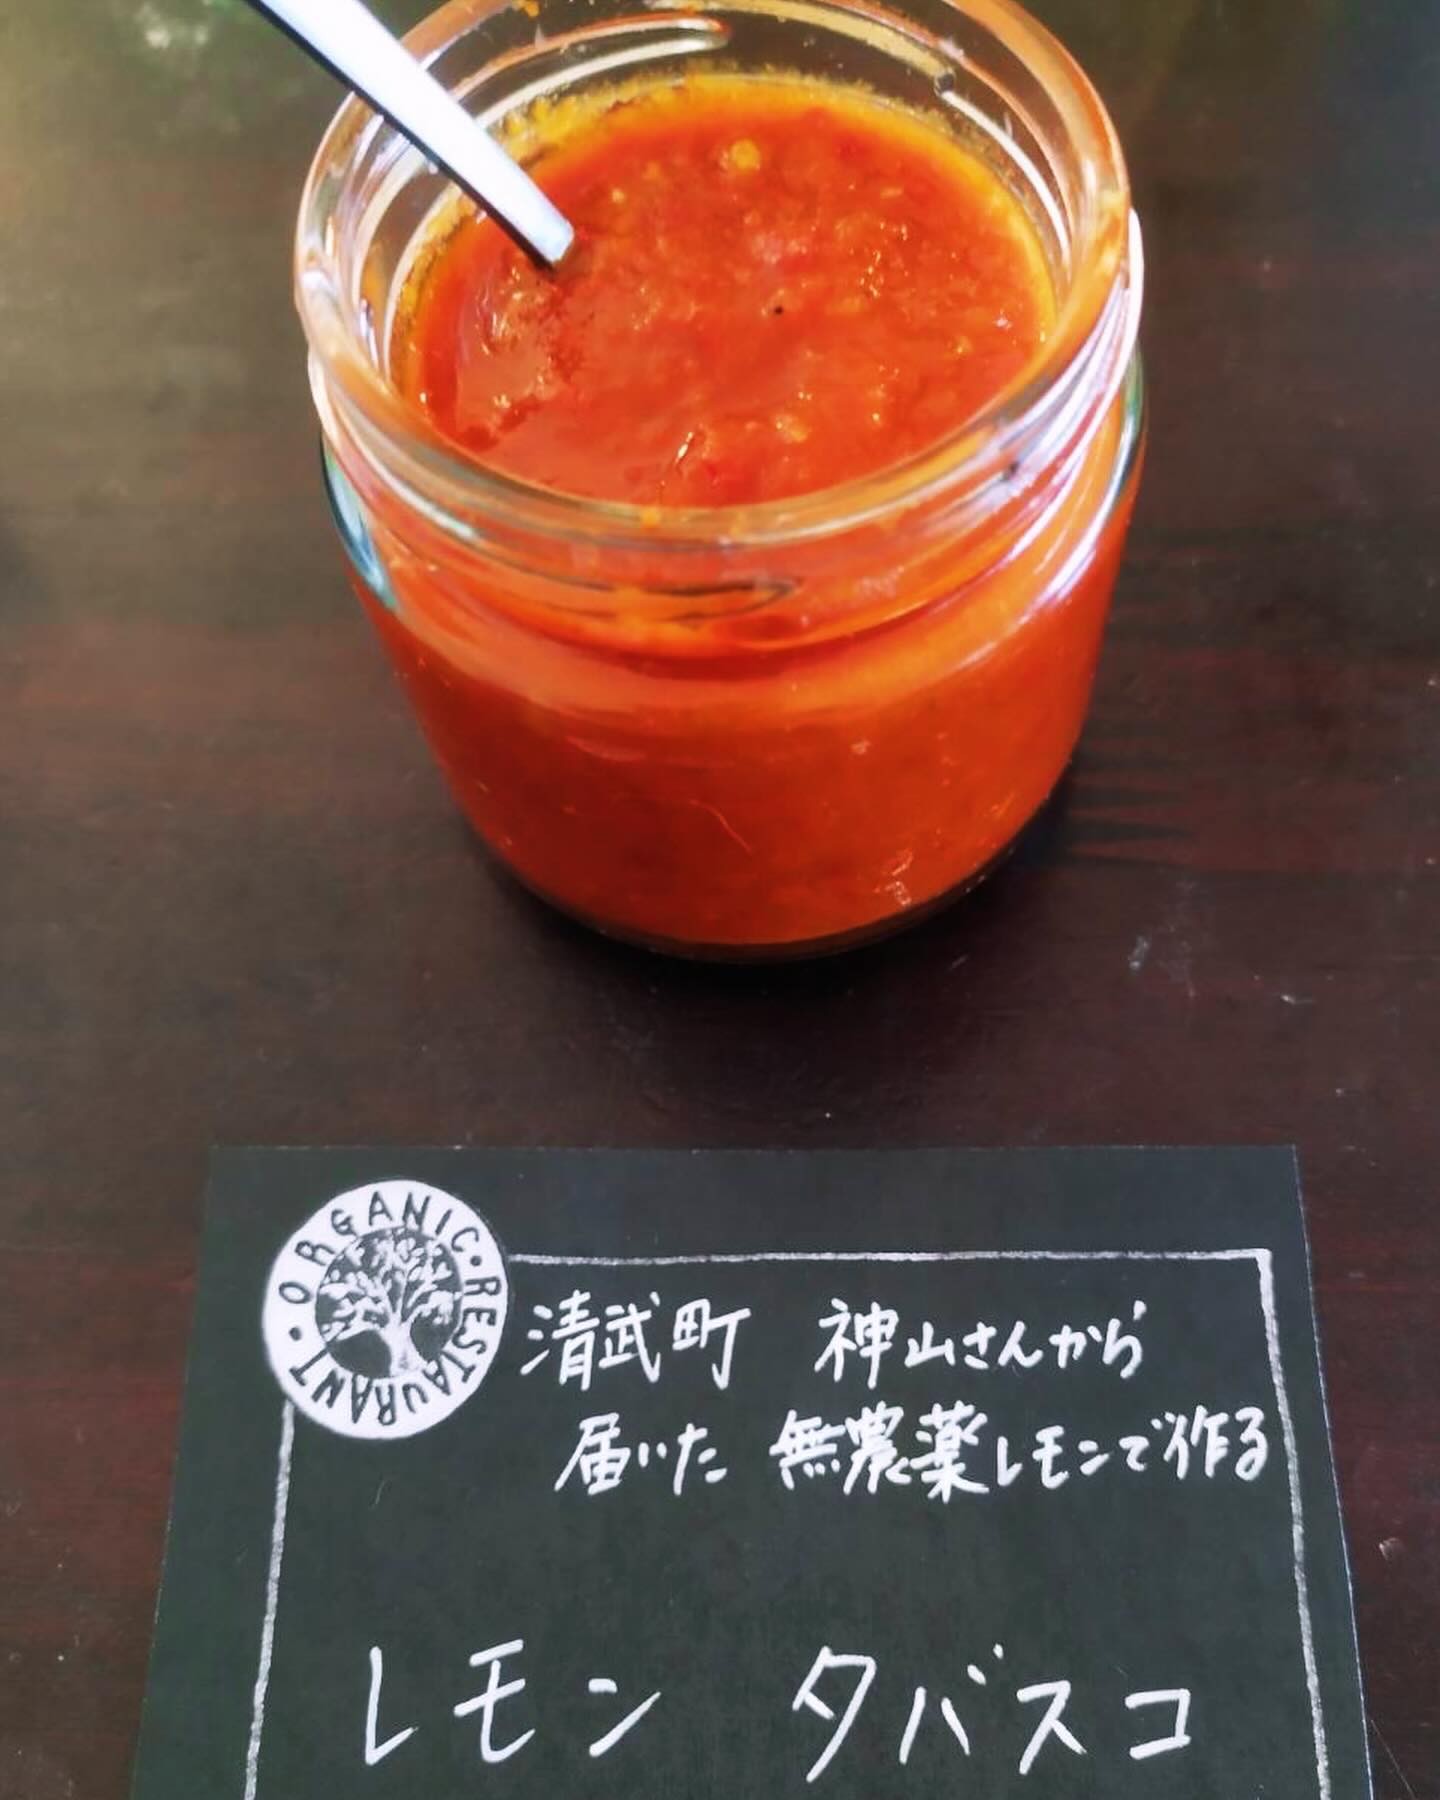 ORGANIC・RESTAURANT・
清武町 神山さんから
届いた 無農薬レモンで作る
レモン タバスコ